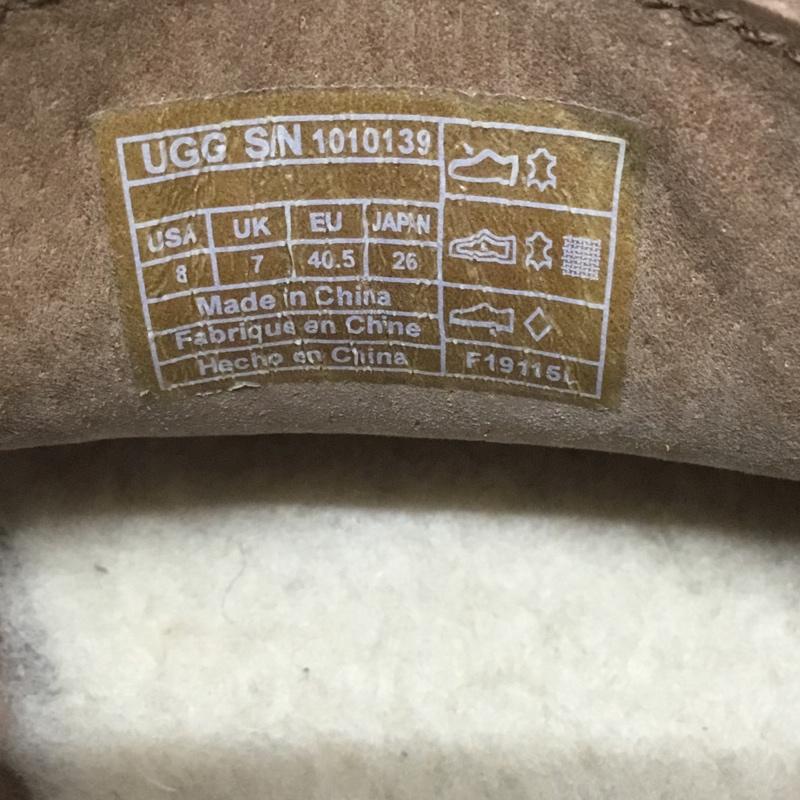 UGG S/N 1010139
USA UK EU JAPAN
8 7 40.5 26
Made in China
Fabrique en Chine
Hecho en China
F19115L